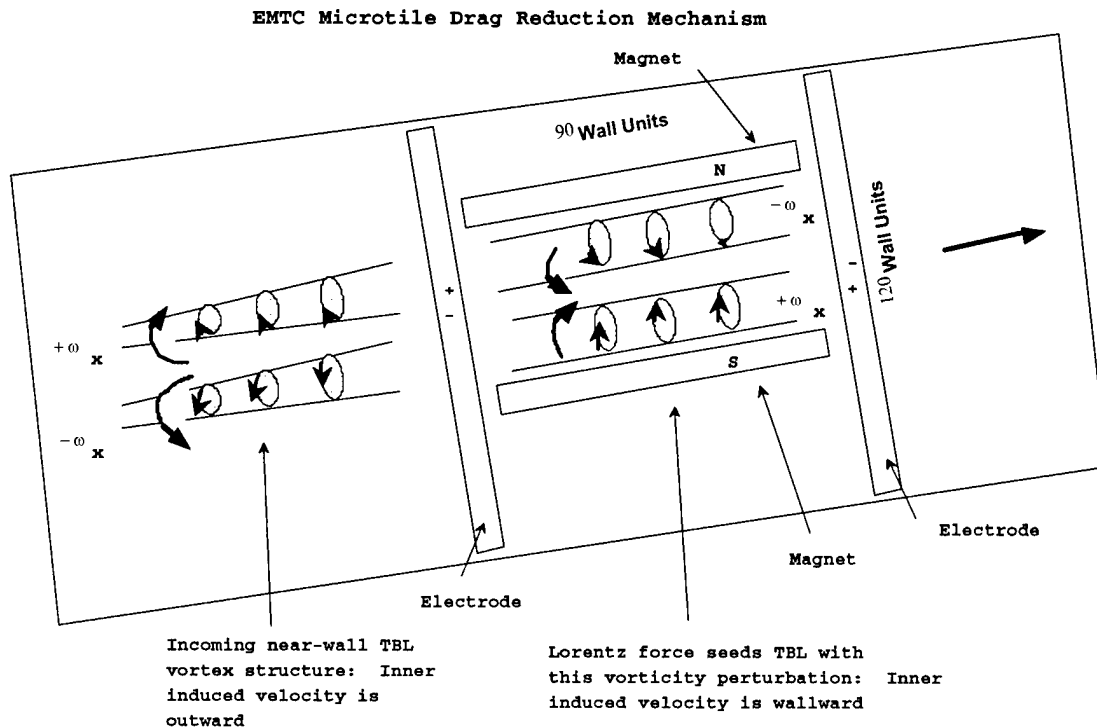 EMTC Microtile Drag Reduction Mechanism
Magnet
90 Wall Units
N
- ω x
+
-
-
+
120 Wall Units
+ ω x
+ ω x
S
- ω x
Electrode
Magnet
Electrode
Incoming near-wall TBL
vortex structure: Inner
induced velocity is
outward
Lorentz force seeds TBL with
this vorticity perturbation: Inner
induced velocity is wallward